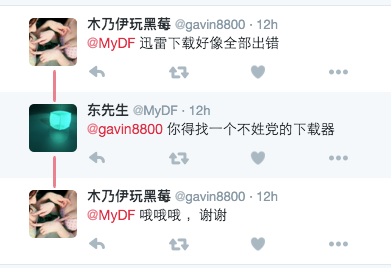 木乃伊玩黑莓 @gavin8800 · 12h
@MyDF 迅雷下载好像全部出错
东先生 @MyDF · 12h
@gavin8800 你得找一个不姓党的下载器
木乃伊玩黑莓 @gavin8800 · 12h
@MyDF 哦哦哦 ，谢谢